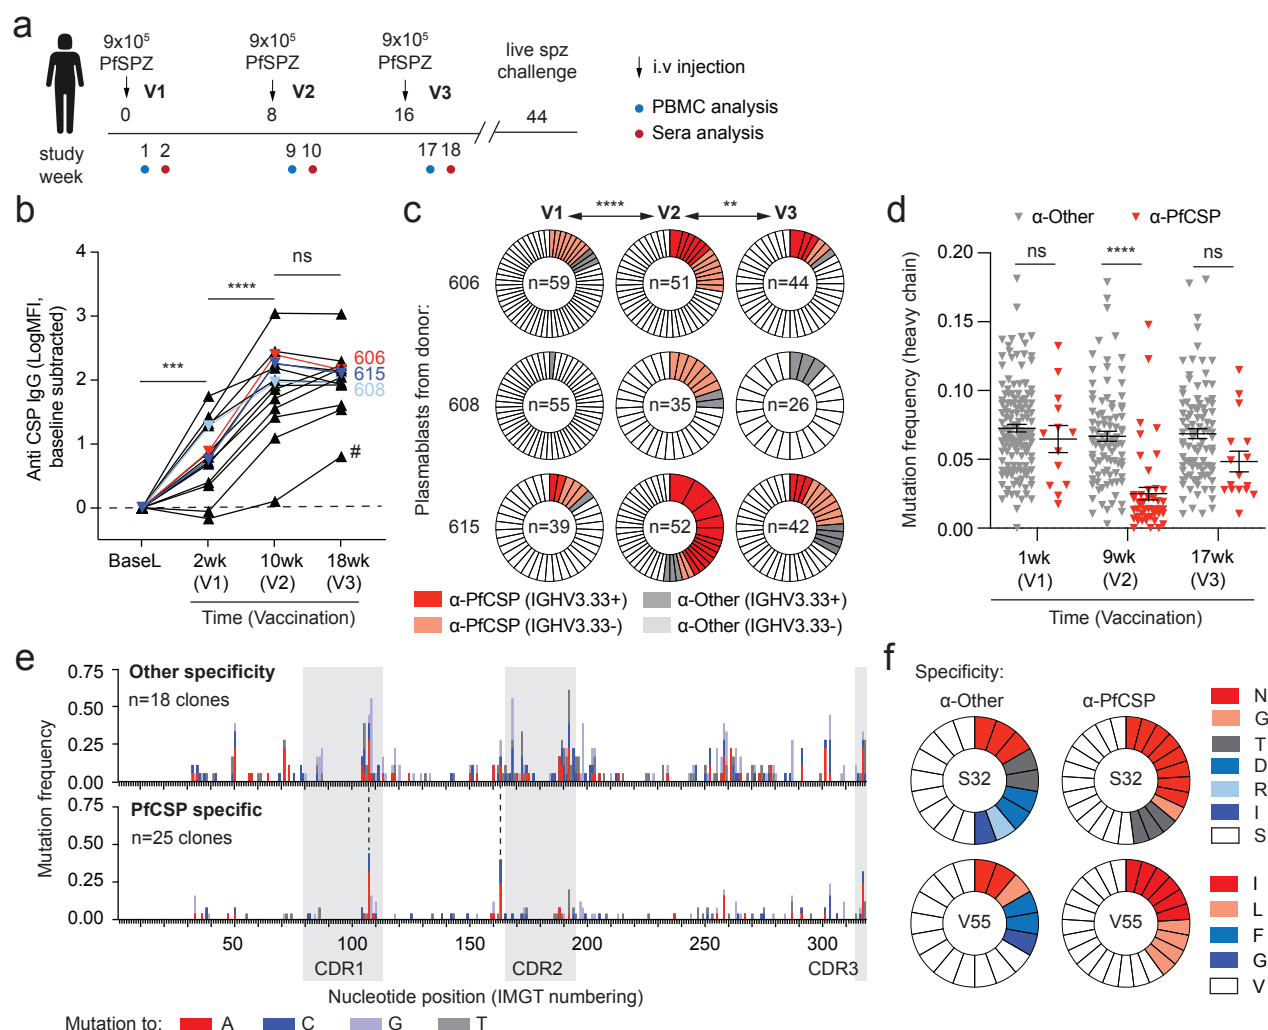 a
9x10⁵ 9x10⁵ 9x10⁵
PfSPZ PfSPZ PfSPZ
live spz
challenge
V1 V2 V3
0 8 16 44
study
week
1 2 9 10 17 18
i.v injection
PBMC analysis
Sera analysis
b
Anti CSP IgG (LogMFI,
baseline subtracted)
4
3
2
1
0
***
****
ns
606
615
608
#
BaseL 2wk 10wk 18wk
(V1) (V2) (V3)
Time (Vaccination)
c
V1 **** V2 ** V3
Plasmablasts from donor:
606 n=59 n=51 n=44
608 n=55 n=35 n=26
615 n=39 n=52 n=42
α-PfCSP (IGHV3.33+) α-Other (IGHV3.33+)
α-PfCSP (IGHV3.33-) α-Other (IGHV3.33-)
d
α-Other α-PfCSP
Mutation frequency (heavy chain)
0.20
0.15
0.10
0.05
0.00
ns **** ns
1wk 9wk 17wk
(V1) (V2) (V3)
Time (Vaccination)
e
Mutation frequency
0.75
0.50
0.25
0.00
Other specificity
n=18 clones
0.75
0.50
0.25
0.00
PfCSP specific
n=25 clones
50 100 150 200 250 300
CDR1 CDR2 CDR3
Nucleotide position (IMGT numbering)
Mutation to: A C G T
f
Specificity:
α-Other α-PfCSP
S32 S32
N
G
T
D
R
I
S
V55 V55
I
L
F
G
V